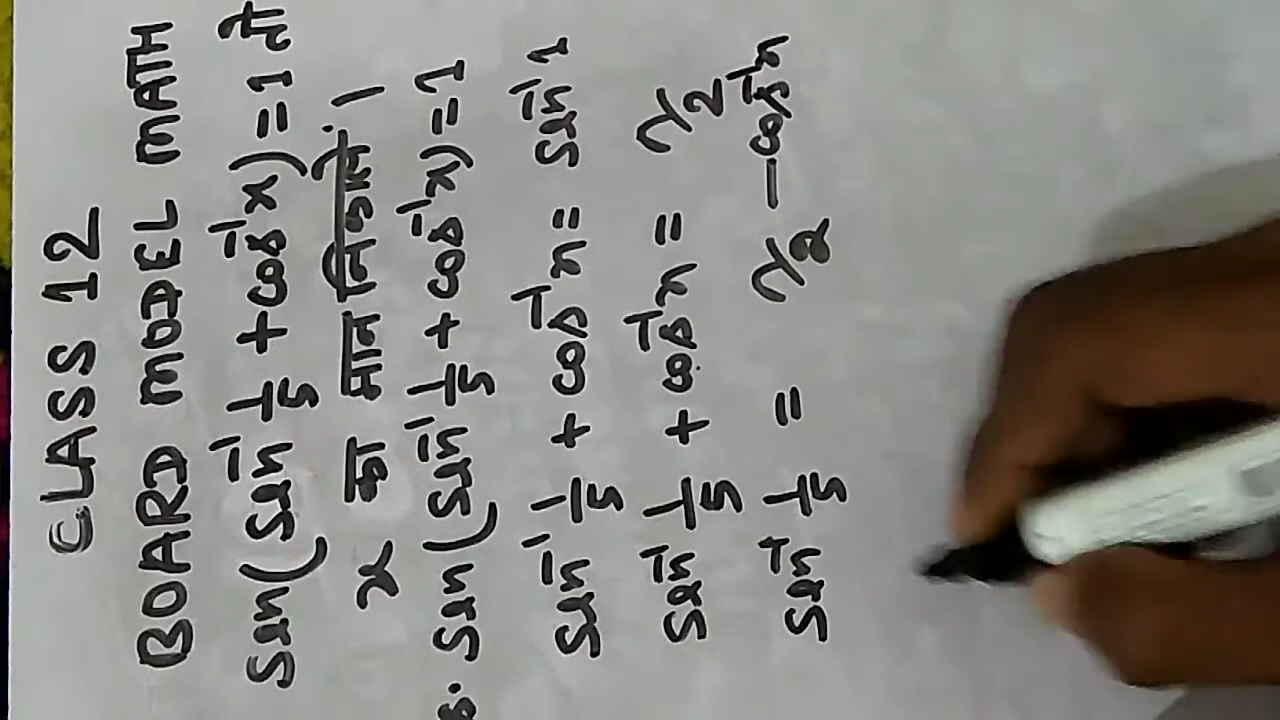 CLASS 12
BOARD MODEL MATH
sin(sin⁻¹ 1/5 + cos⁻¹x) = 1 तो
x का मान निकालें।
s. sin(sin⁻¹ 1/5 + cos⁻¹x) = 1
sin⁻¹ 1/5 + cos⁻¹x = sin⁻¹1
sin⁻¹ 1/5 + cos⁻¹x = π/2
sin⁻¹ 1/5 = π/2 - cos⁻¹x